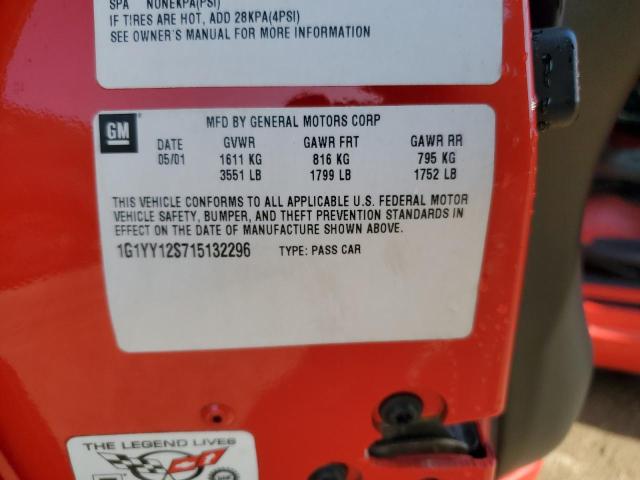 SPA NONEKPA(PSI)
IF TIRES ARE HOT, ADD 28KPA(4PSI)
SEE OWNER'S MANUAL FOR MORE INFORMATION
GM
MFD BY GENERAL MOTORS CORP
DATE GVWR GAWR FRT GAWR RR
05/01 1611 KG 816 KG 795 KG
3551 LB 1799 LB 1752 LB
THIS VEHICLE CONFORMS TO ALL APPLICABLE U.S. FEDERAL MOTOR
VEHICLE SAFETY, BUMPER, AND THEFT PREVENTION STANDARDS IN
EFFECT ON THE DATE OF MANUFACTURE SHOWN ABOVE.
1G1YY12S715132296 TYPE: PASS CAR
THE LEGEND LIVES